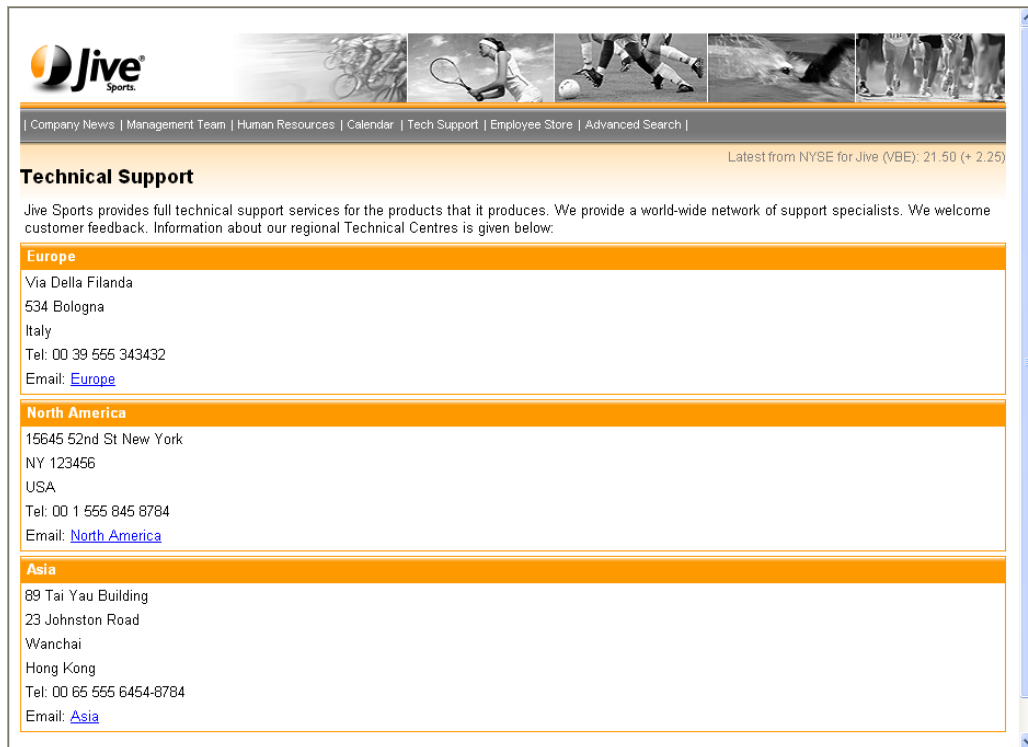 Jive®
Sports.
| Company News | Management Team | Human Resources | Calendar | Tech Support | Employee Store | Advanced Search |
Latest from NYSE for Jive (VBE): 21.50 (+ 2.25)
Technical Support
Jive Sports provides full technical support services for the products that it produces. We provide a world-wide network of support specialists. We welcome
customer feedback. Information about our regional Technical Centres is given below:
Europe
Via Della Filanda
534 Bologna
Italy
Tel: 00 39 555 343432
Email: Europe
North America
15645 52nd St New York
NY 123456
USA
Tel: 00 1 555 845 8784
Email: North America
Asia
89 Tai Yau Building
23 Johnston Road
Wanchai
Hong Kong
Tel: 00 65 555 6454-8784
Email: Asia